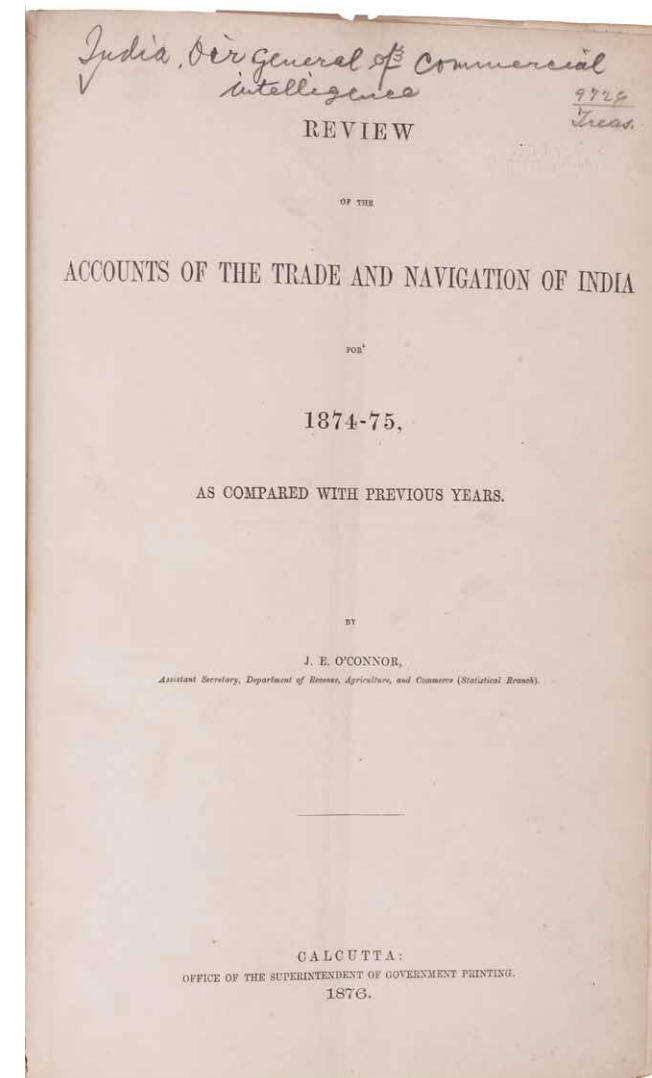 India, Dir General of Commercial
intelligence
9726
Treas.
REVIEW
OF THE
ACCOUNTS OF THE TRADE AND NAVIGATION OF INDIA
FOR
1874-75,
AS COMPARED WITH PREVIOUS YEARS.
BY
J. E. O'CONNOR,
Assistant Secretary, Department of Revenue, Agriculture, and Commerce (Statistical Branch).
CALCUTTA:
OFFICE OF THE SUPERINTENDENT OF GOVERNMENT PRINTING.
1876.